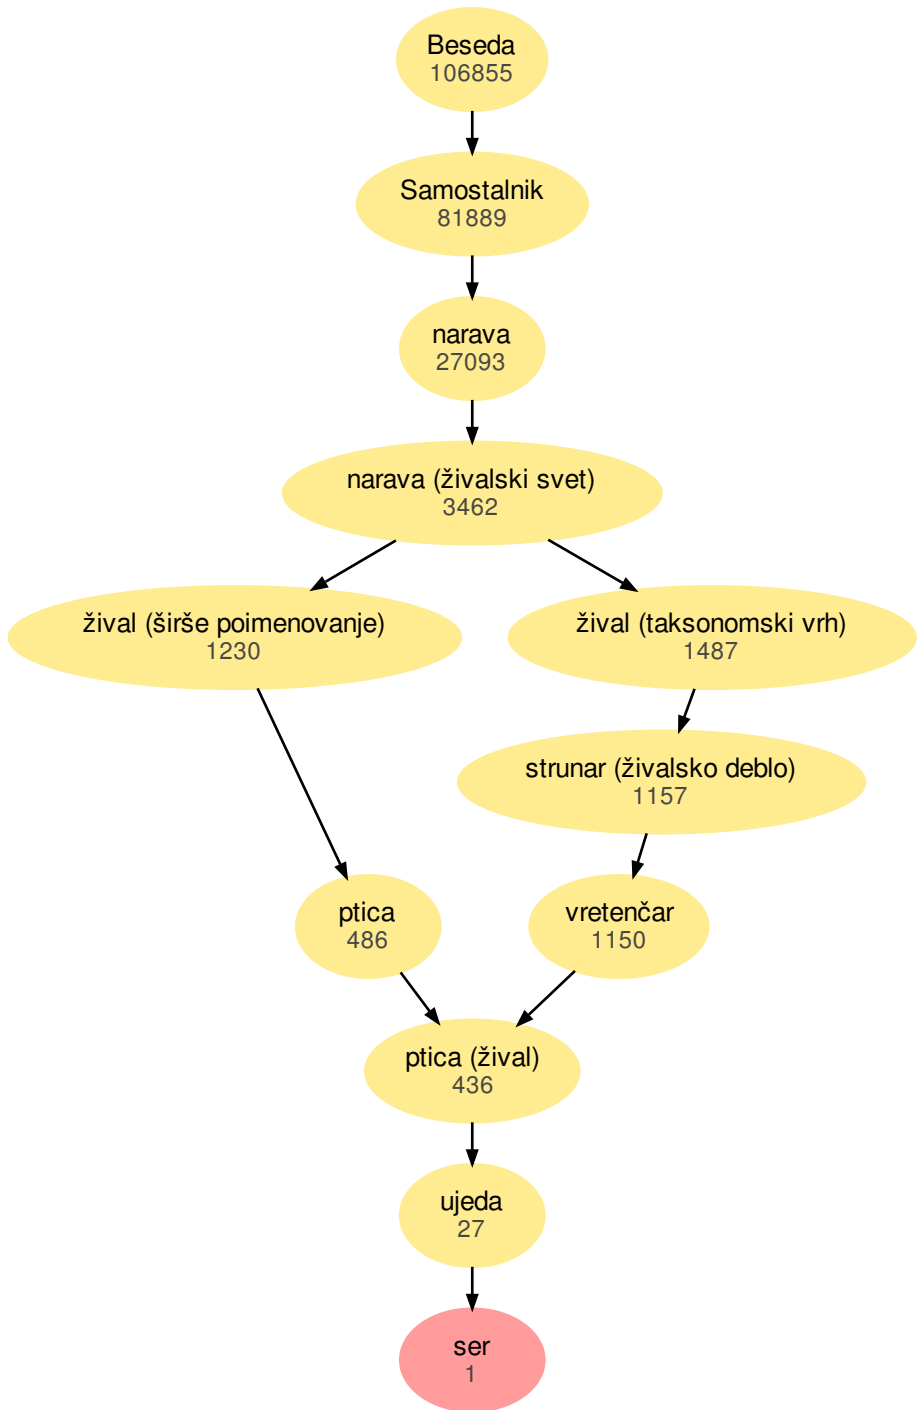 Beseda
106855
Samostalnik
81889
narava
27093
narava (živalski svet)
3462
žival (širše poimenovanje)
1230
žival (taksonomski vrh)
1487
strunar (živalsko deblo)
1157
ptica
486
vretenčar
1150
ptica (žival)
436
ujeda
27
ser
1